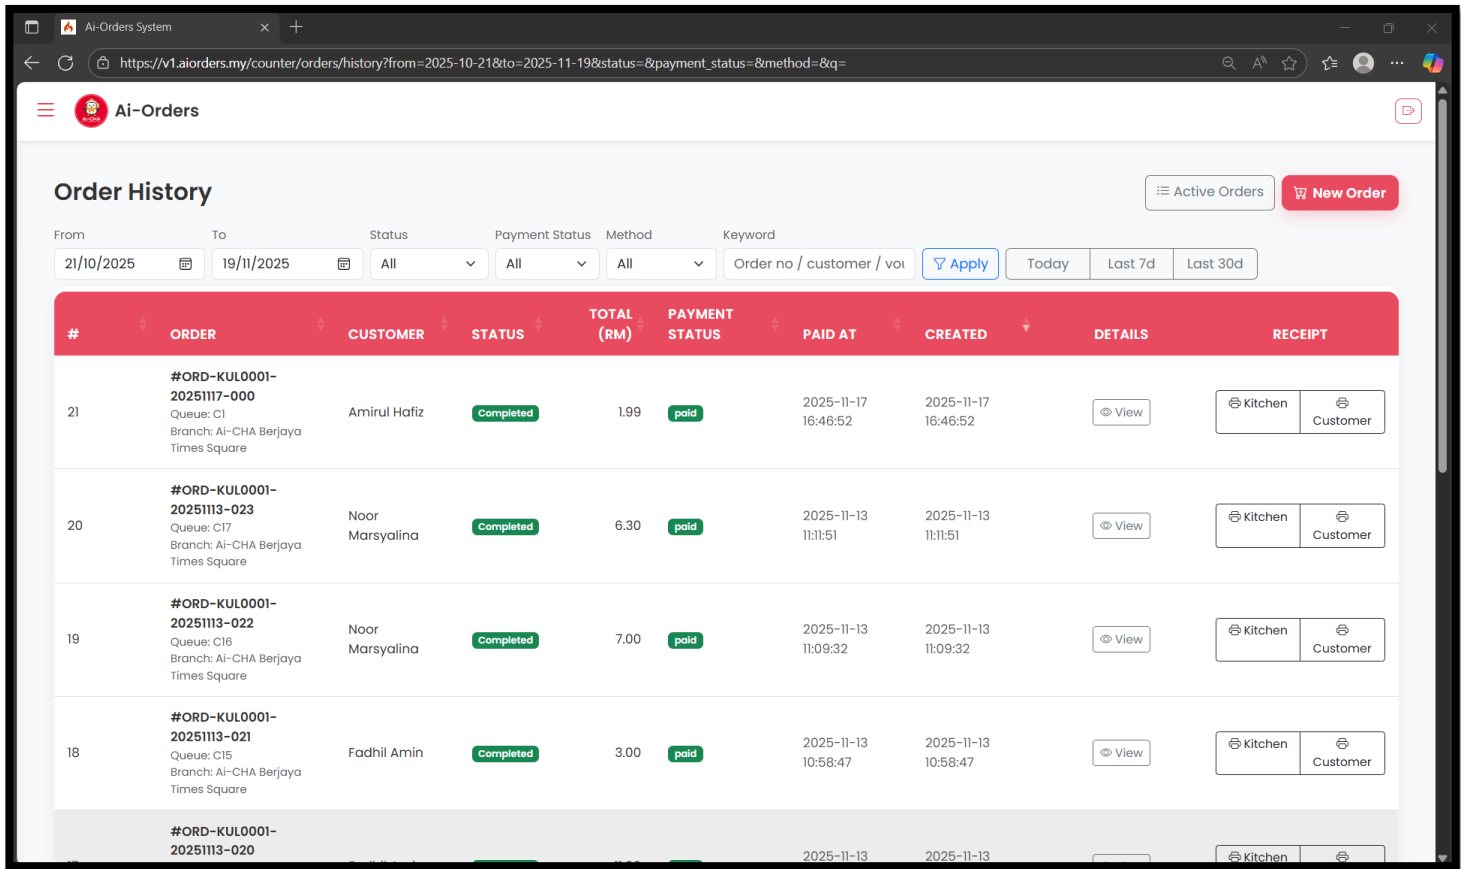 Ai-Orders System
https://v1.aiorders.my/counter/orders/history?from=2025-10-21&to=2025-11-19&status=&payment_status=&method=&q=
Ai-CHA
Ai-Orders
Order History
Active Orders
New Order
From To Status Payment Status Method Keyword
21/10/2025 19/11/2025 All All All Order no / customer / vou Apply Today Last 7d Last 30d
# ORDER CUSTOMER STATUS TOTAL (RM) PAYMENT STATUS PAID AT CREATED DETAILS RECEIPT
#ORD-KUL0001-
20251117-000
Queue: C1
Branch: Ai-CHA Berjaya
Times Square
21 Amirul Hafiz Completed 1.99 paid
2025-11-17 2025-11-17
16:46:52 16:46:52
View Kitchen Customer
#ORD-KUL0001-
20251113-023
Queue: C17
Branch: Ai-CHA Berjaya
Times Square
20 Noor Marsyalina Completed 6.30 paid
2025-11-13 2025-11-13
11:11:51 11:11:51
View Kitchen Customer
#ORD-KUL0001-
20251113-022
Queue: C16
Branch: Ai-CHA Berjaya
Times Square
19 Noor Marsyalina Completed 7.00 paid
2025-11-13 2025-11-13
11:09:32 11:09:32
View Kitchen Customer
#ORD-KUL0001-
20251113-021
Queue: C15
Branch: Ai-CHA Berjaya
Times Square
18 Fadhil Amin Completed 3.00 paid
2025-11-13 2025-11-13
10:58:47 10:58:47
View Kitchen Customer
#ORD-KUL0001-
20251113-020
2025-11-13 2025-11-13
Kitchen